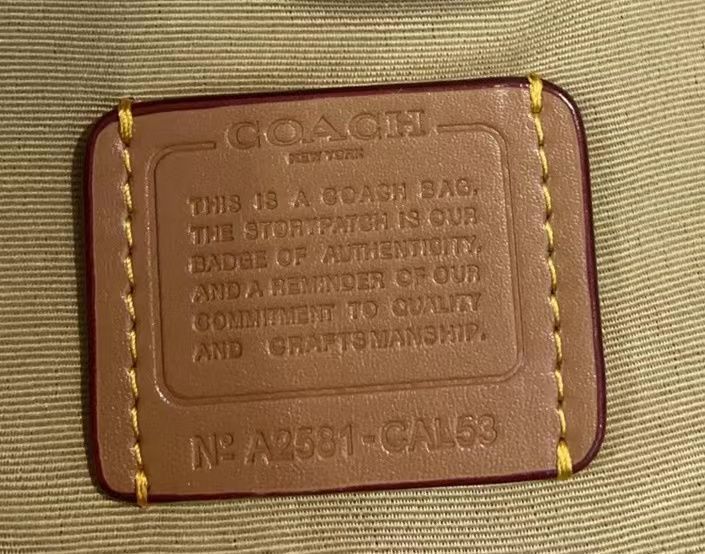 COACH
NEW YORK
THIS IS A COACH BAG.
THE STORYPATCH IS OUR
BADGE OF AUTHENTICITY,
AND A REMINDER OF OUR
COMMITMENT TO QUALITY
AND CRAFTSMANSHIP.
Nº A2581-CAL53